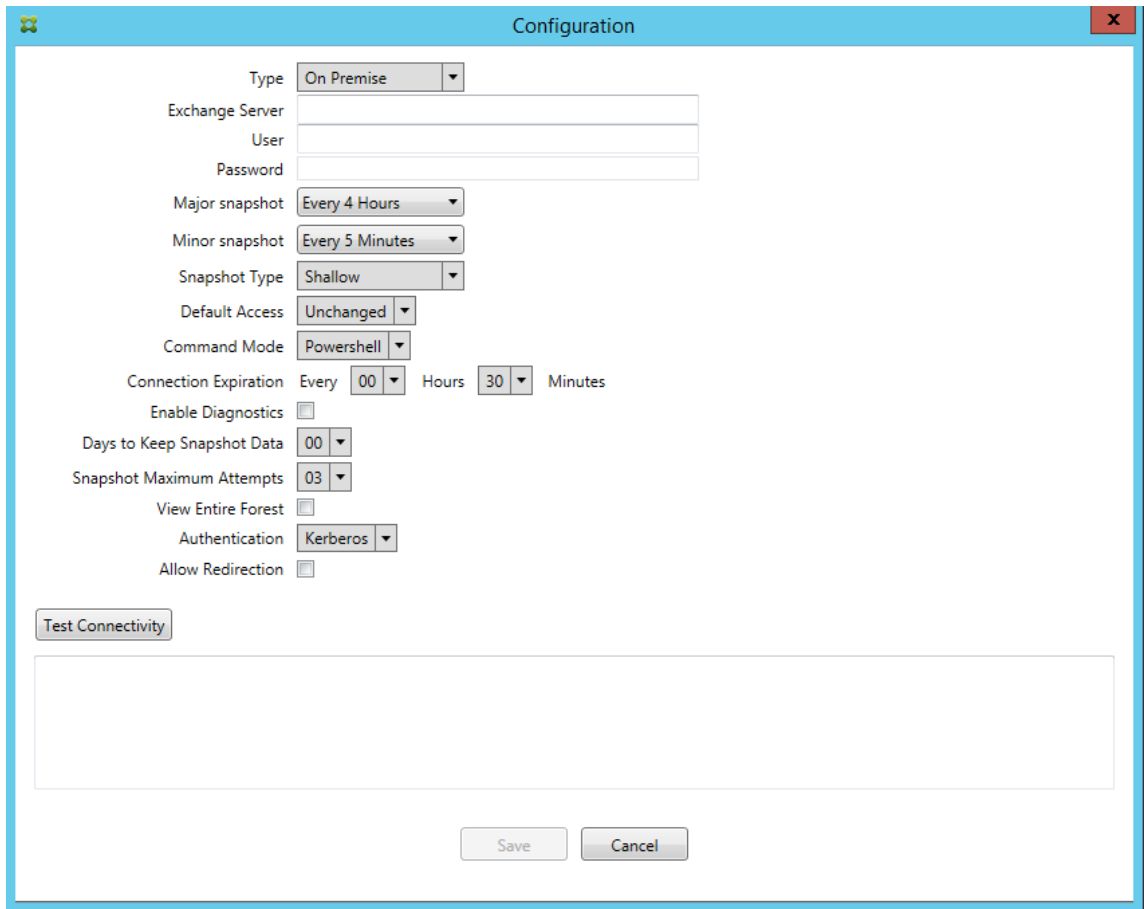 Configuration
x
Type On Premise
Exchange Server
User
Password
Major snapshot Every 4 Hours
Minor snapshot Every 5 Minutes
Snapshot Type Shallow
Default Access Unchanged
Command Mode Powershell
Connection Expiration Every 00 Hours 30 Minutes
Enable Diagnostics
Days to Keep Snapshot Data 00
Snapshot Maximum Attempts 03
View Entire Forest
Authentication Kerberos
Allow Redirection
Test Connectivity
Save Cancel